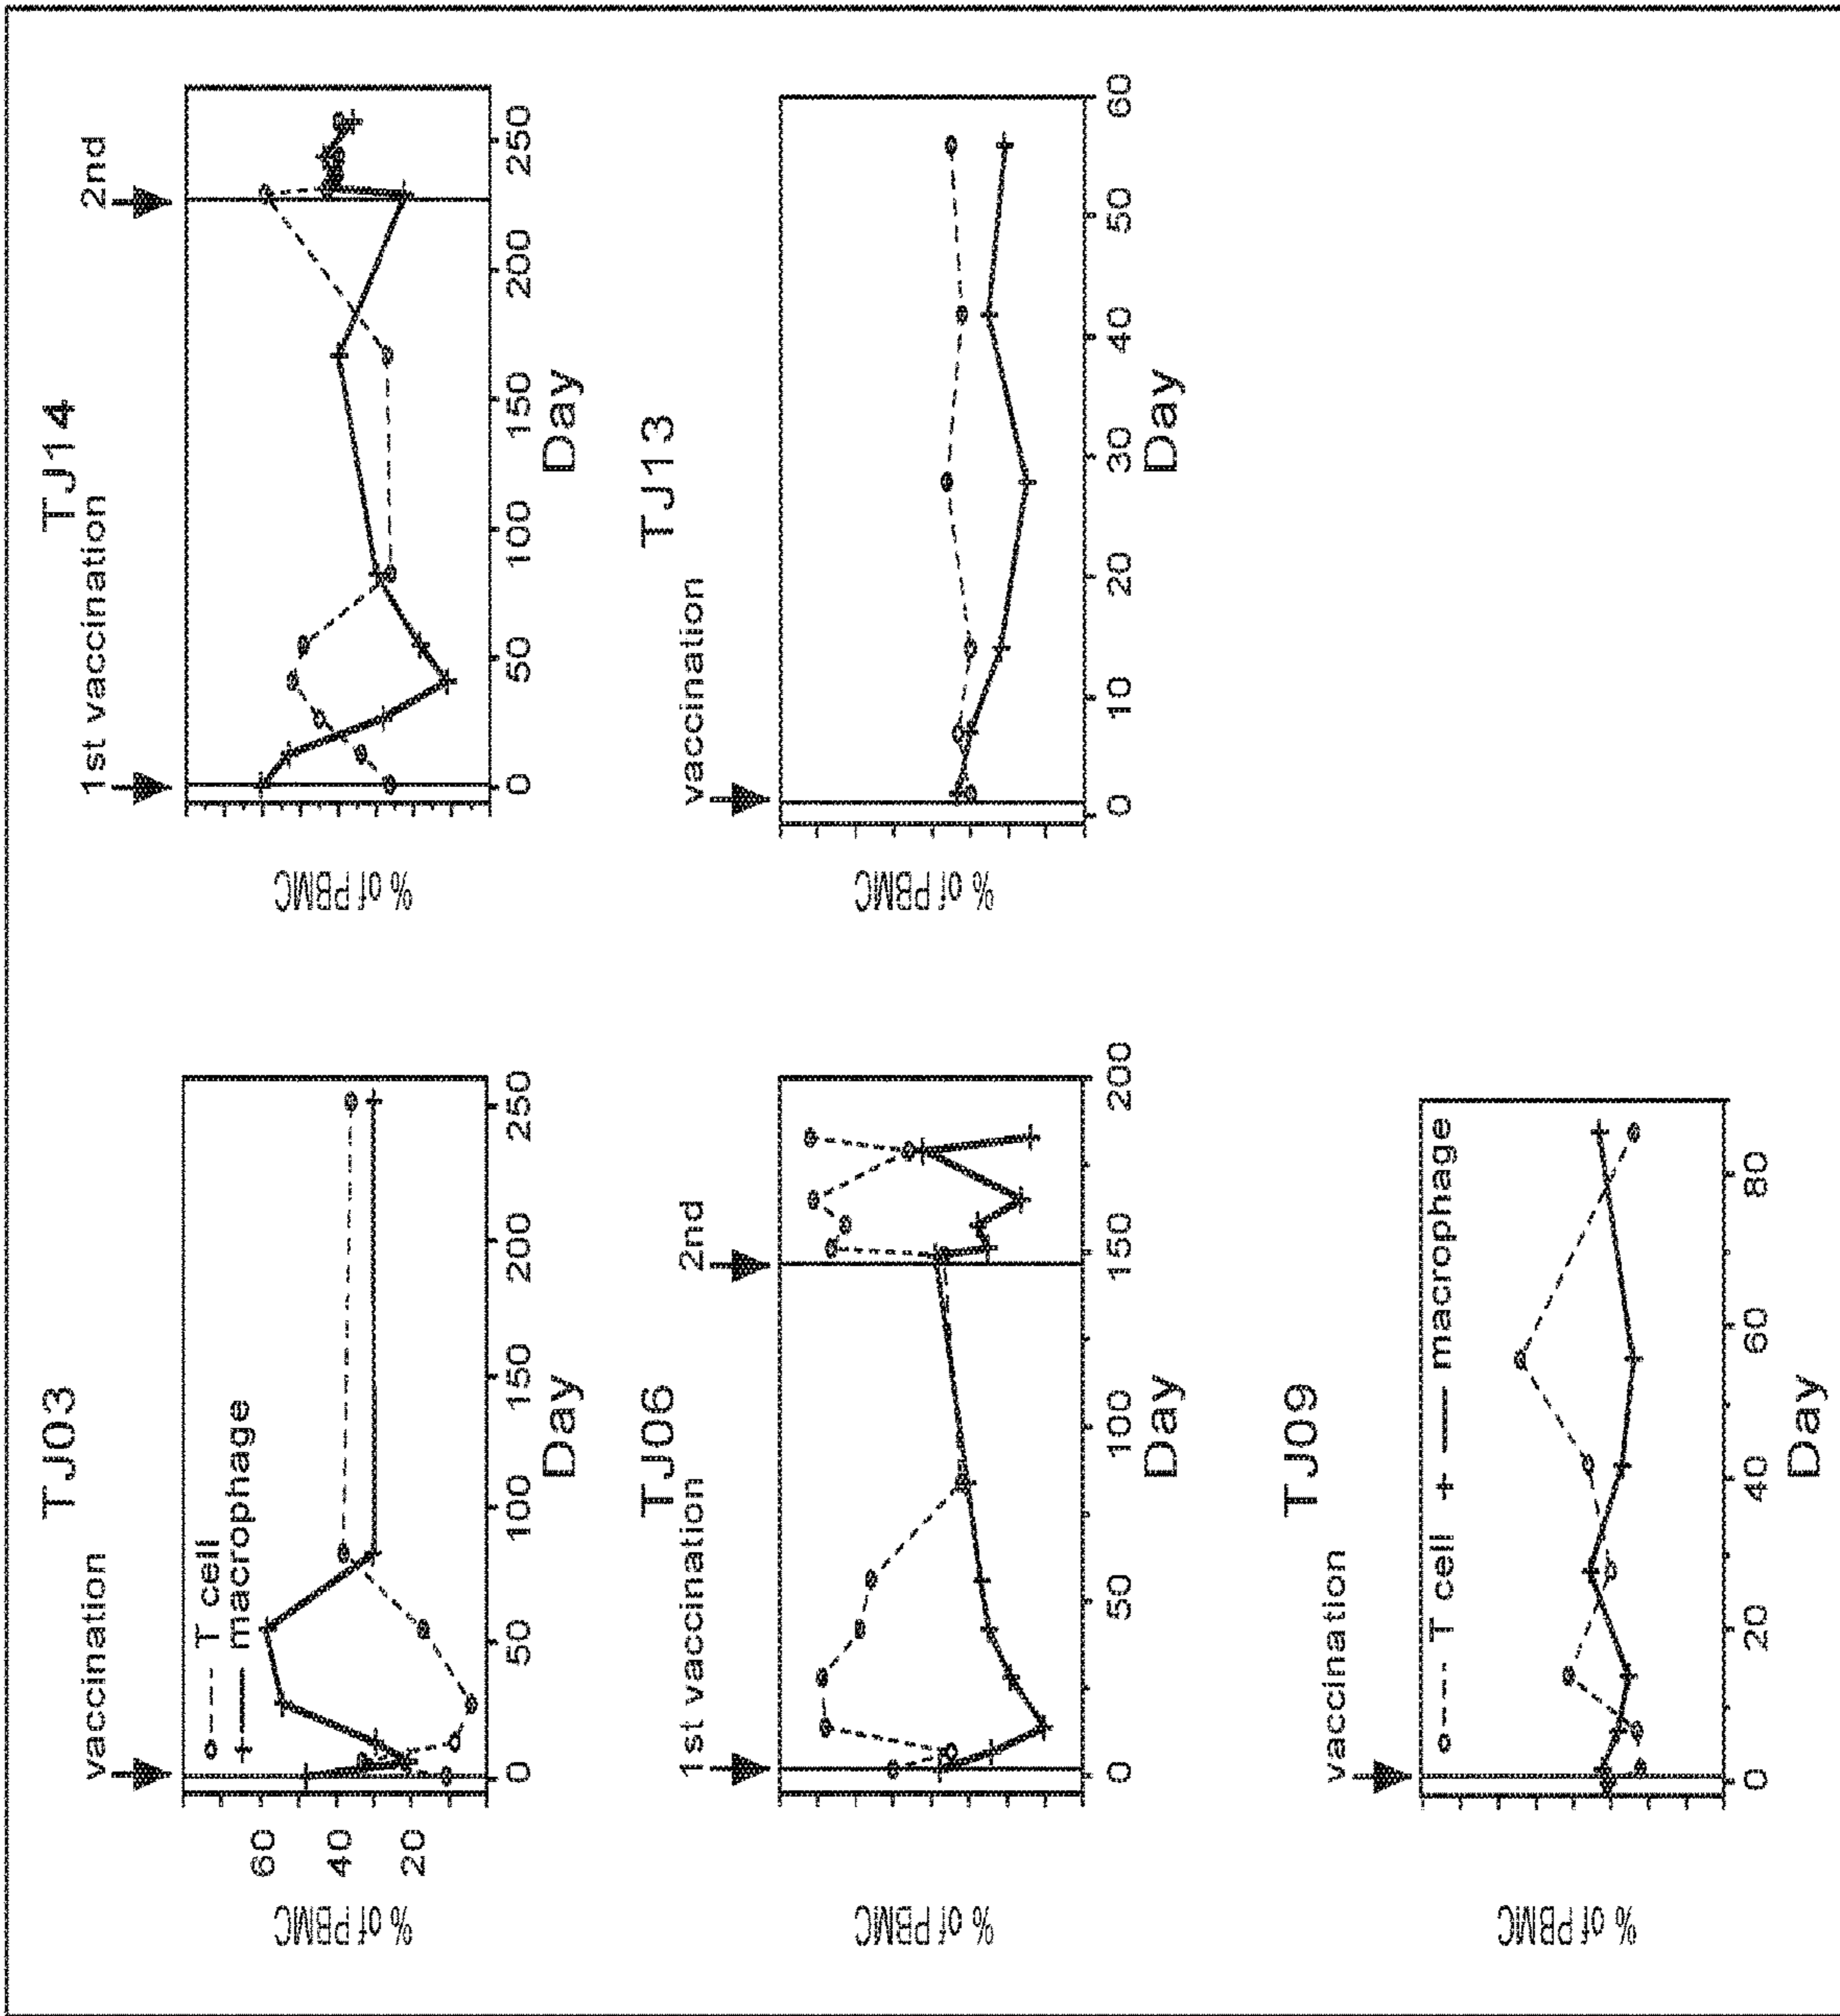 TJ03
vaccination
% of PBMC
60
40
20
T cell
macrophage
0 50 100 150 200 250
Day
TJ14
1st vaccination 2nd
% of PBMC
0 50 100 150 200 250
Day
TJ06
1st vaccination 2nd
% of PBMC
0 50 100 150 200
Day
TJ13
vaccination
% of PBMC
0 10 20 30 40 50 60
Day
TJ09
vaccination
% of PBMC
T cell macrophage
0 20 40 60 80
Day